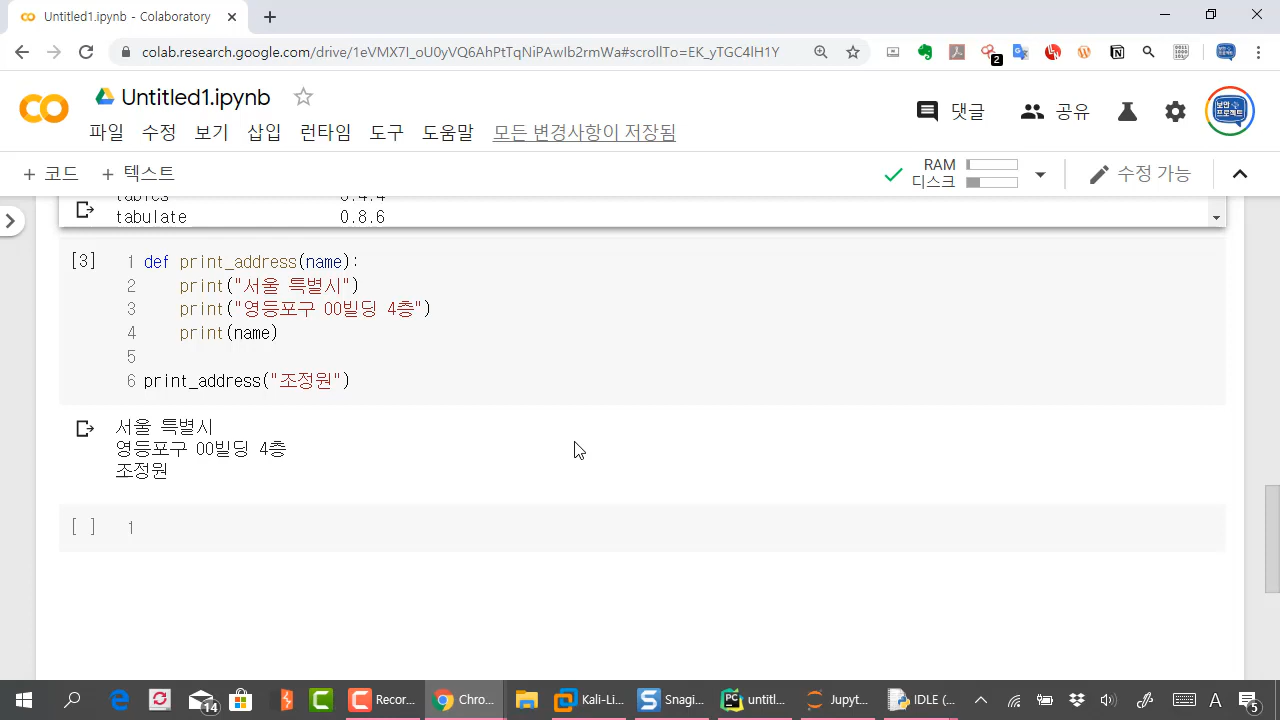 Untitled1.ipynb - Colaboratory
colab.research.google.com/drive/1eVMX7I_oU0yVQ6AhPtTqNiPAwIb2rmWa#scrollTo=EK_yTGC4lH1Y
2
Untitled1.ipynb
댓글
공유
파일 수정 보기 삽입 런타임 도구 도움말 모든 변경사항이 저장됨
+ 코드 + 텍스트
RAM
디스크
수정 가능
tables 3.4.4
tabulate 0.8.6
[3]
1 def print_address(name):
2 print("서울 특별시")
3 print("영등포구 00빌딩 4층")
4 print(name)
5
6 print_address("조정원")
서울 특별시
영등포구 00빌딩 4층
조정원
[ ] 1
14
Recor...
Chro...
Kali-Li...
Snagi...
untitl...
Jupyt...
IDLE (...
A
5